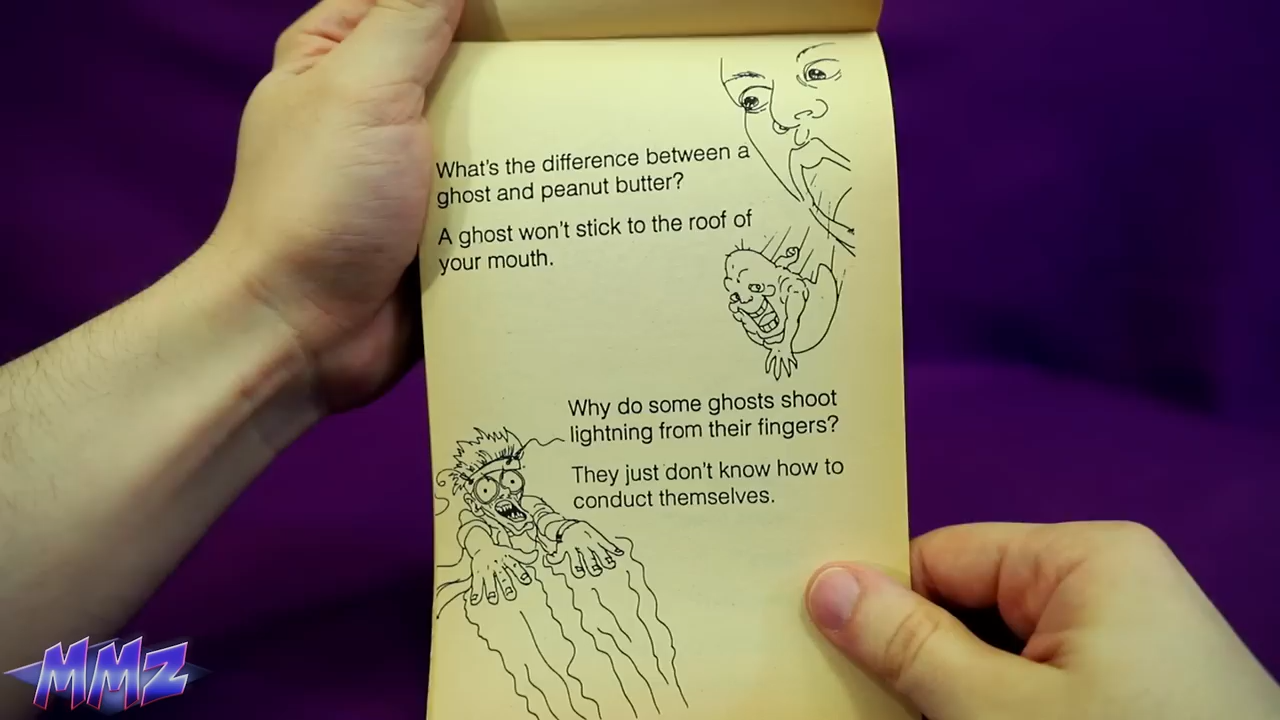 What's the difference between a
ghost and peanut butter?
A ghost won't stick to the roof of
your mouth.
Why do some ghosts shoot
lightning from their fingers?
They just don't know how to
conduct themselves.
MMZ